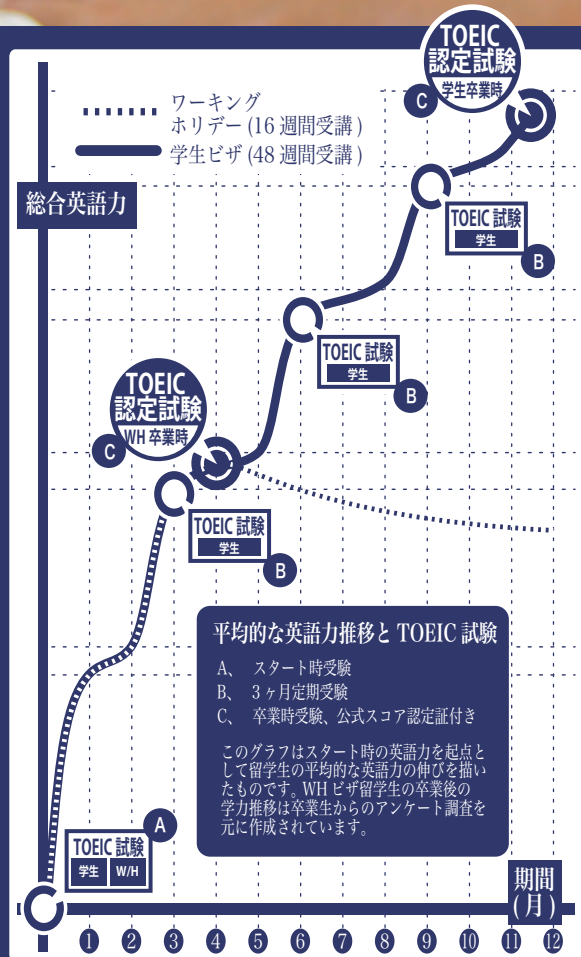 TOEIC
認定試験
学生卒業時
C
ワーキング
ホリデー (16 週間受講 )
学生ビザ (48 週間受講 )
総合英語力
TOEIC 試験
学生
B
TOEIC 試験
学生
B
TOEIC
認定試験
WH 卒業時
C
TOEIC 試験
学生
B
平均的な英語力推移と TOEIC 試験
A、 スタート時受験
B、 3 ヶ月定期受験
C、 卒業時受験、公式スコア認定証付き
このグラフはスタート時の英語力を起点と
して留学生の平均的な英語力の伸びを描い
たものです。WH ビザ留学生の卒業後の
学力推移は卒業生からのアンケート調査を
元に作成されています。
A
TOEIC 試験
学生 W/H
期間
( 月 )
1 2 3 4 5 6 7 8 9 10 11 12